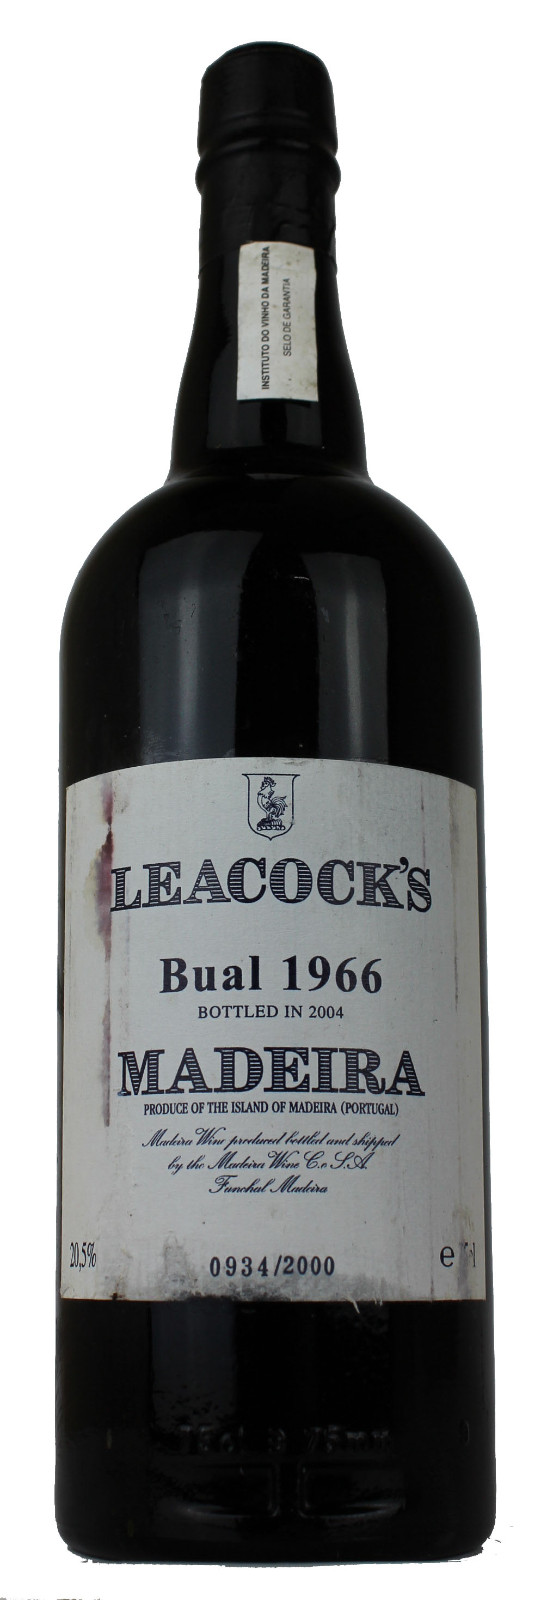 INSTITUTO DO VINHO DA MADEIRA
SELO DE GARANTIA
LEACOCK'S
Bual 1966
BOTTLED IN 2004
MADEIRA
PRODUCE OF THE ISLAND OF MADEIRA (PORTUGAL)
Madeira Wine produced bottled and shipped
by the Madeira Wine C.o S.A.
Funchal Madeira
20,5%
0934/2000
e